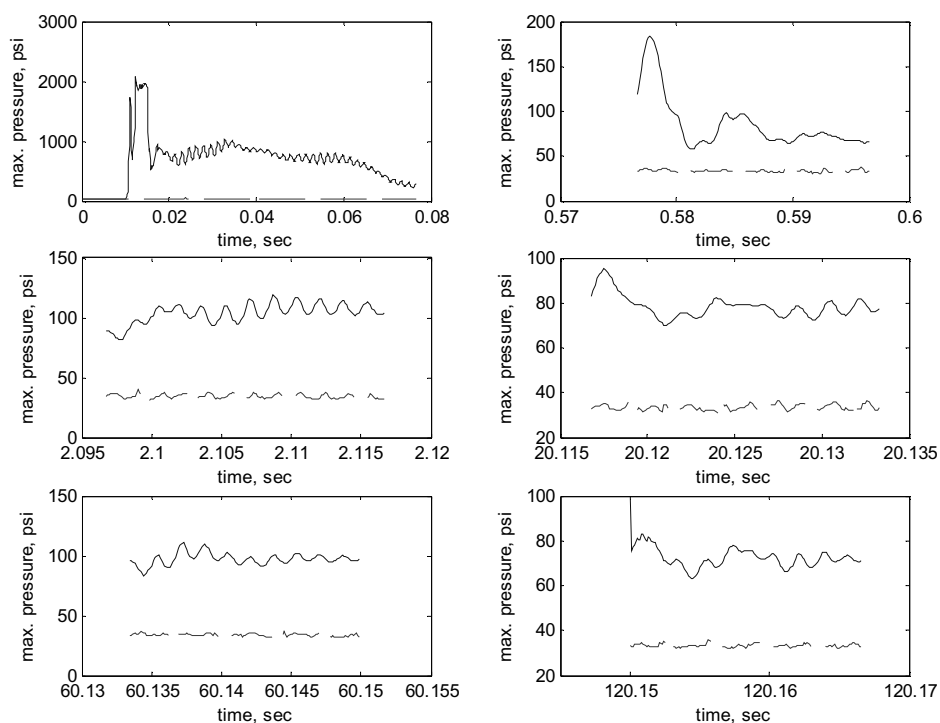 max. pressure, psi
3000
2000
1000
0
0 0.02 0.04 0.06 0.08
time, sec
max. pressure, psi
200
150
100
50
0
0.57 0.58 0.59 0.6
time, sec
max. pressure, psi
150
100
50
0
2.095 2.1 2.105 2.11 2.115 2.12
time, sec
max. pressure, psi
100
80
60
40
20
20.115 20.12 20.125 20.13 20.135
time, sec
max. pressure, psi
150
100
50
0
60.13 60.135 60.14 60.145 60.15 60.155
time, sec
max. pressure, psi
100
80
60
40
20
120.15 120.16 120.17
time, sec